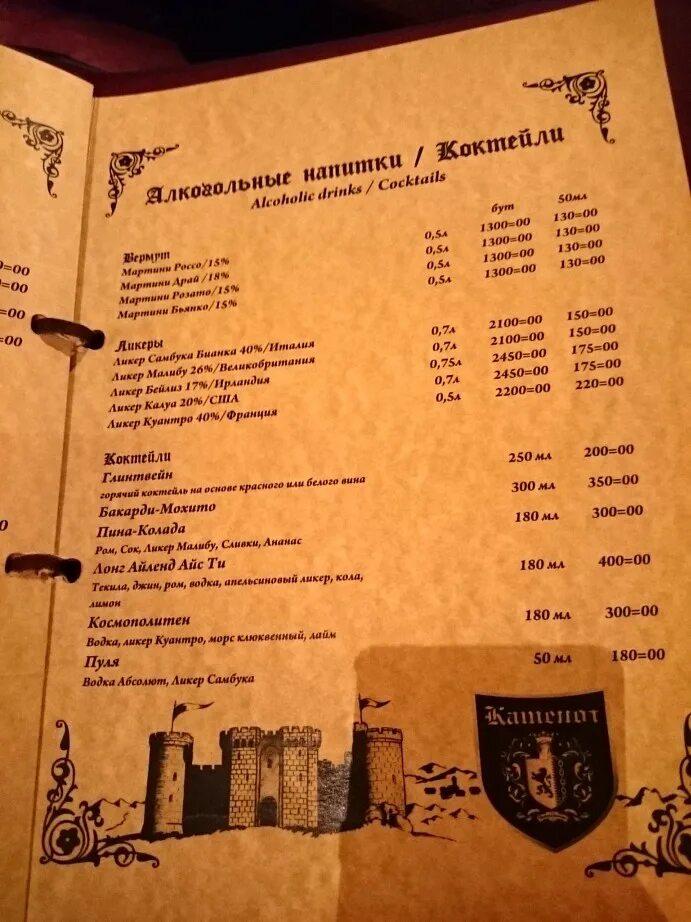 Алкогольные напитки / Коктейли
Alcoholic drinks / Cocktails
бут 50мл
Вермут
Мартини Россо/15% 0,5л 1300=00 130=00
Мартини Драй /18% 0,5л 1300=00 130=00
Мартини Розато/15% 0,5л 1300=00 130=00
Мартини Бьянко/15% 0,5л 1300=00 130=00
Ликеры
Ликер Самбука Бианка 40%/Италия 0,7л 2100=00 150=00
Ликер Малибу 26%/Великобритания 0,7л 2100=00 150=00
Ликер Бейлиз 17%/Ирландия 0,75л 2450=00 175=00
Ликер Калуа 20%/США 0,7л 2450=00 175=00
Ликер Куантро 40%/Франция 0,5л 2200=00 220=00
Коктейли
Глинтвейн 250 мл 200=00
горячий коктейль на основе красного или белого вина
Бакарди-Мохито 300 мл 350=00
Пина-Колада 180 мл 300=00
Ром, Сок, Ликер Малибу, Сливки, Ананас
Лонг Айленд Айс Ти 180 мл 400=00
Текила, джин, ром, водка, апельсиновый ликер, кола,
лимон
Космополитен 180 мл 300=00
Водка, ликер Куантро, морс клюквенный, лайм
Пуля 50 мл 180=00
Водка Абсолют, Ликер Самбука
Камелот